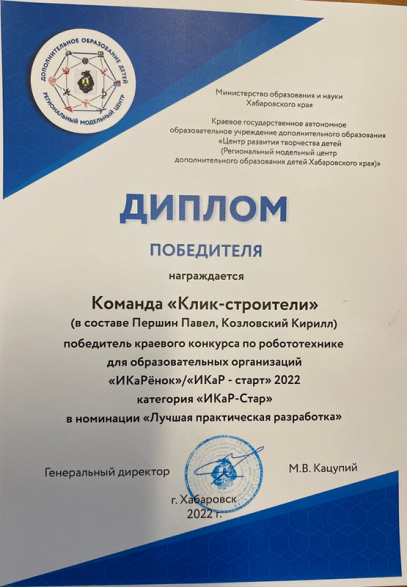 ДОПОЛНИТЕЛЬНОЕ ОБРАЗОВАНИЕ ДЕТЕЙ
РЕГИОНАЛЬНЫЙ МОДЕЛЬНЫЙ ЦЕНТР
Министерство образования и науки
Хабаровского края
Краевое государственное автономное
образовательное учреждение дополнительного образования
«Центр развития творчества детей
(Региональный модельный центр
дополнительного образования детей Хабаровского края)»
ДИПЛОМ
ПОБЕДИТЕЛЯ
награждается
Команда «Клик-строители»
(в составе Першин Павел, Козловский Кирилл)
победитель краевого конкурса по робототехнике
для образовательных организаций
«ИКаРёнок»/«ИКаР - старт» 2022
категория «ИКаР-Стар»
в номинации «Лучшая практическая разработка»
Генеральный директор
М.В. Кацупий
г. Хабаровск
2022 г.